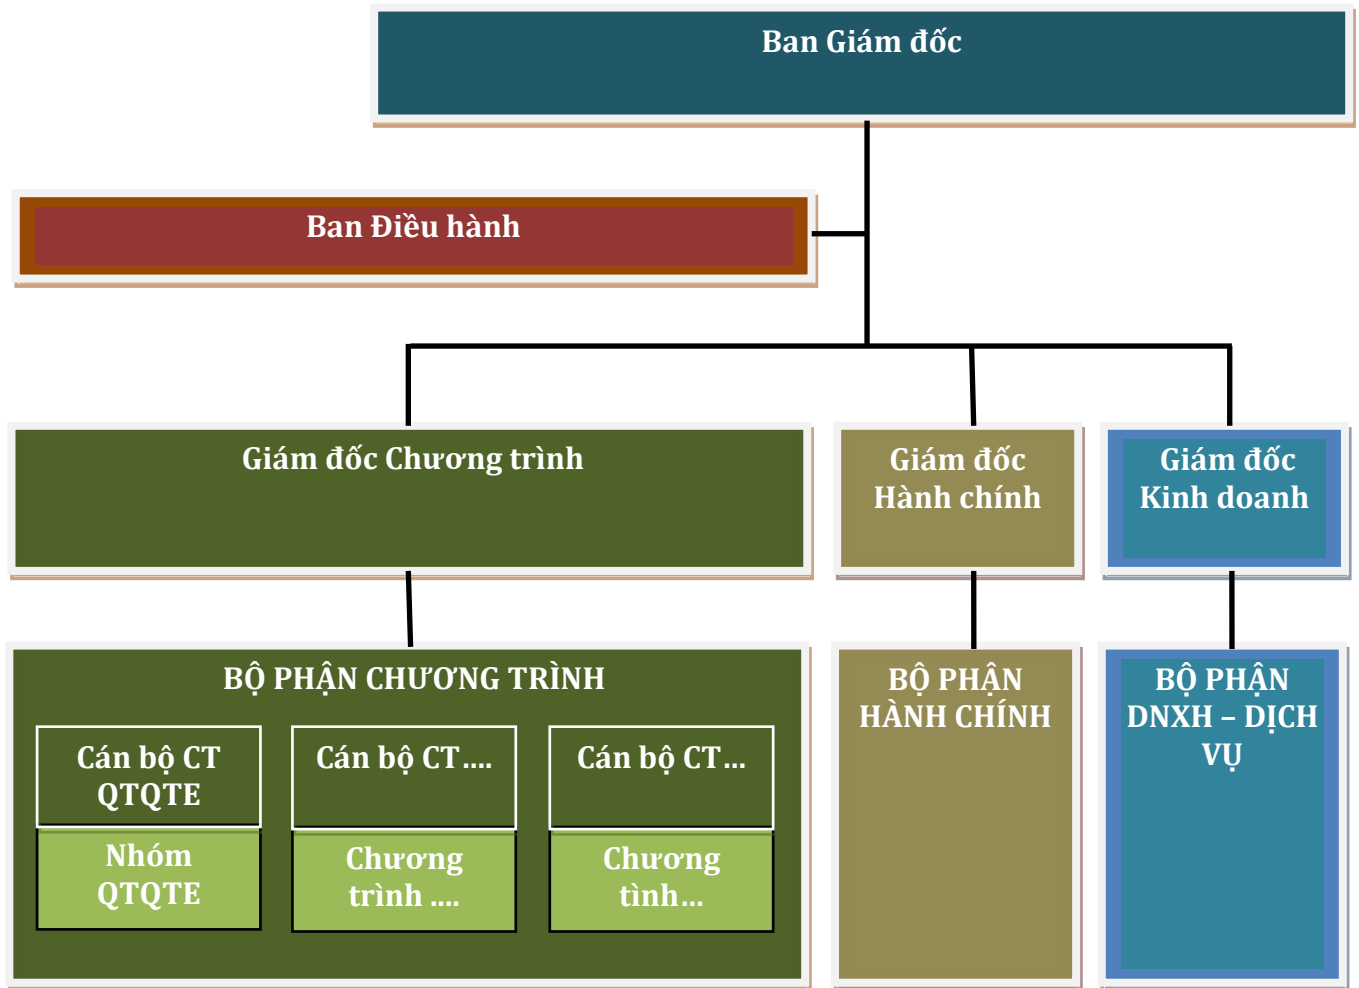 Ban Giám đốc
Ban Điều hành
Giám đốc Chương trình
Giám đốc
Hành chính
Giám đốc
Kinh doanh
BỘ PHẬN CHƯƠNG TRÌNH
Cán bộ CT
QTQTE
Nhóm
QTQTE
Cán bộ CT....
Chương
trình ....
Cán bộ CT...
Chương
tình...
BỘ PHẬN
HÀNH CHÍNH
BỘ PHẬN
DNXH – DỊCH
VỤ